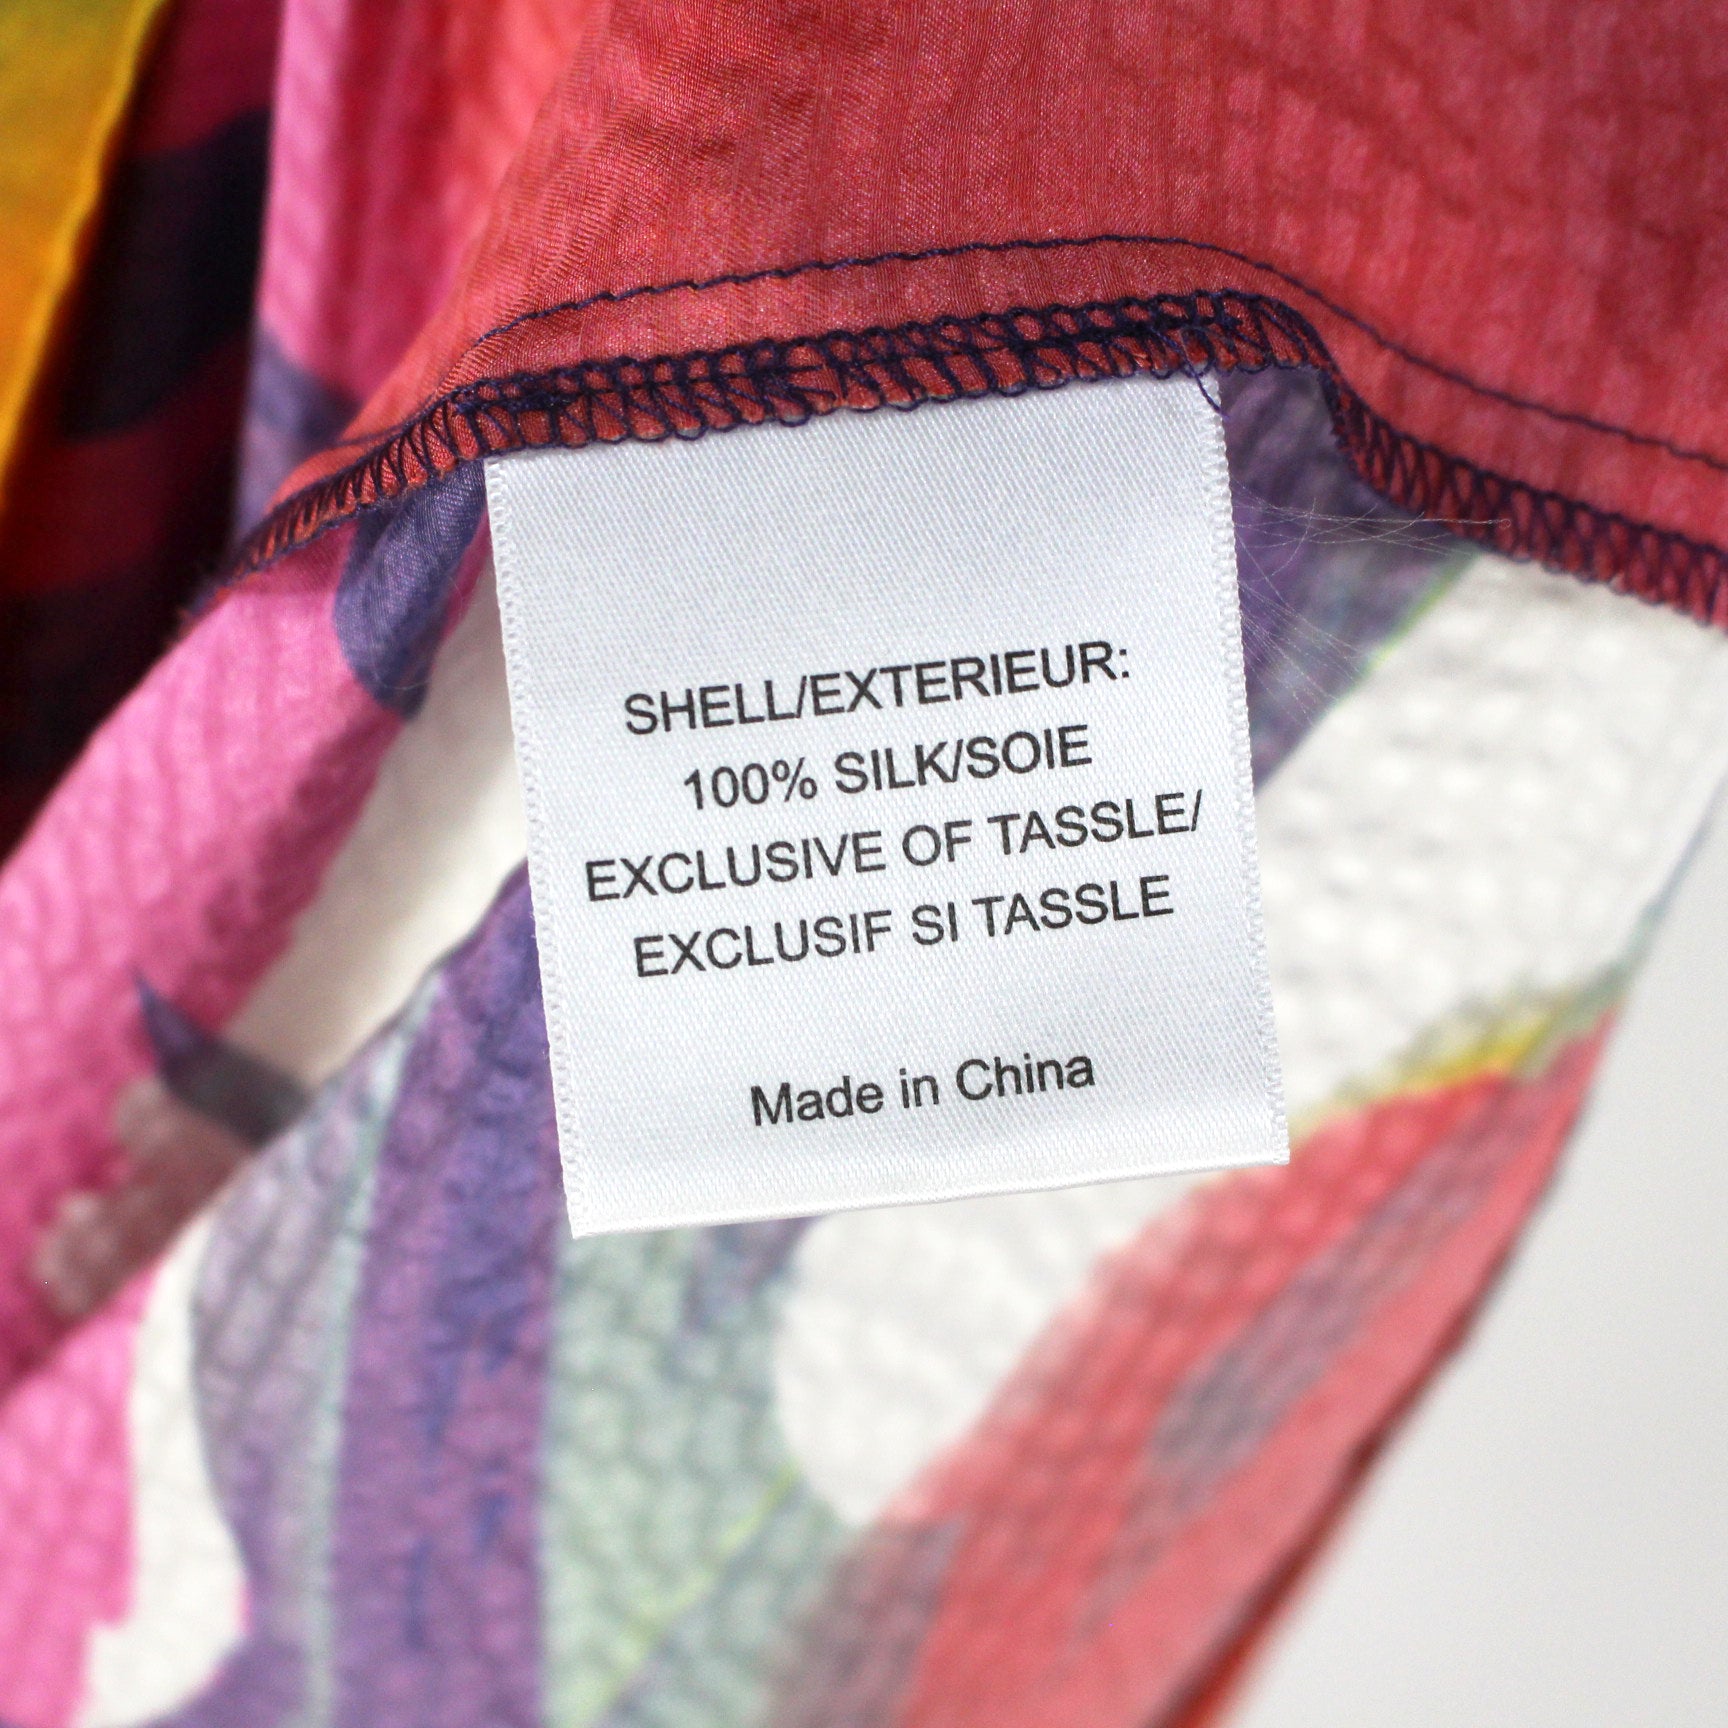 SHELL/EXTERIEUR:
100% SILK/SOIE
EXCLUSIVE OF TASSLE/
EXCLUSIF SI TASSLE
Made in China